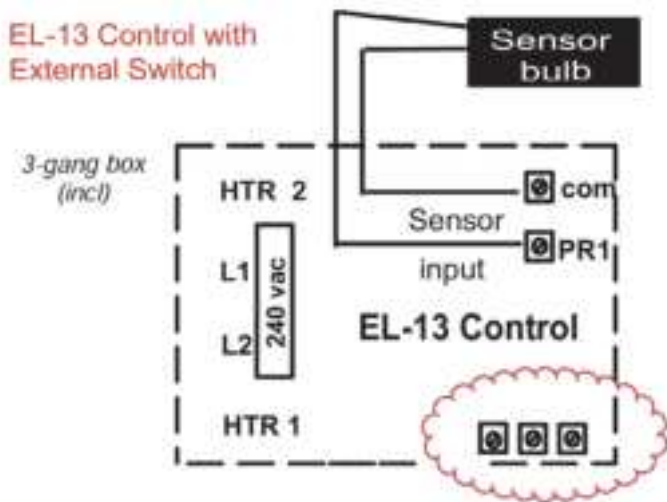 EL-13 Control with
External Switch
Sensor
bulb
3-gang box
(incl)
HTR 2
com
Sensor
PR1
input
L1
240 vac
EL-13 Control
L2
HTR 1